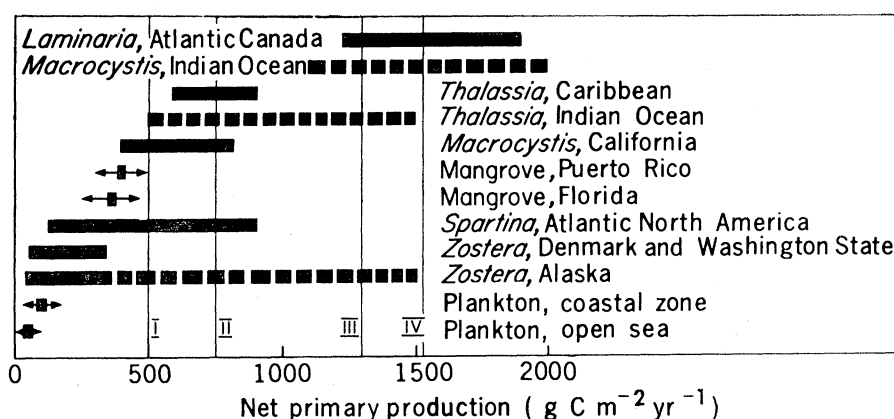 Laminaria, Atlantic Canada
Macrocystis, Indian Ocean
Thalassia, Caribbean
Thalassia, Indian Ocean
Macrocystis, California
Mangrove, Puerto Rico
Mangrove, Florida
Spartina, Atlantic North America
Zostera, Denmark and Washington State
Zostera, Alaska
Plankton, coastal zone
I II III IV Plankton, open sea
0 500 1000 1500 2000
Net primary production ( g C m⁻² yr⁻¹ )